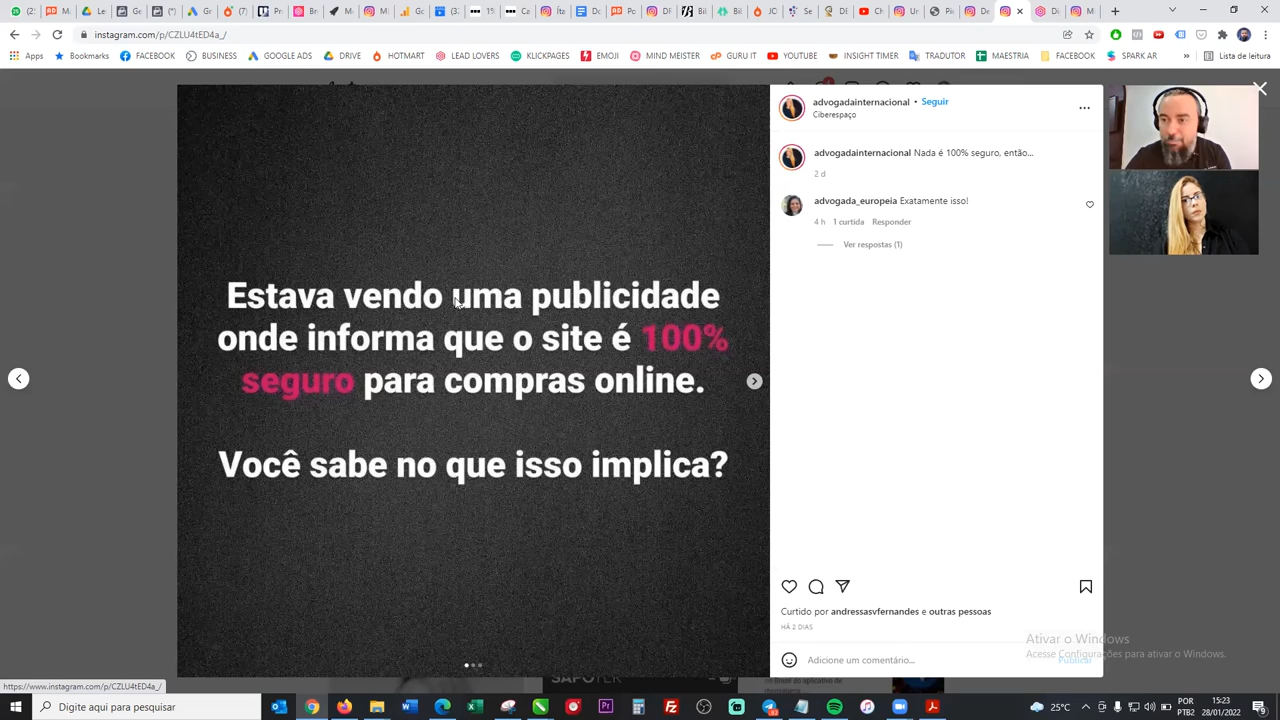 instagram.com/p/CZLU4tED4a_/
Apps
Bookmarks
FACEBOOK
BUSINESS
GOOGLE ADS
DRIVE
HOTMART
LEAD LOVERS
KLICKPAGES
EMOJI
MIND MEISTER
GURU IT
YOUTUBE
INSIGHT TIMER
TRADUTOR
MAESTRIA
FACEBOOK
SPARK AR
»
Lista de leitura
advogadainternacional • Seguir
Ciberespaço
advogadainternacional Nada é 100% seguro, então...
2 d
advogada_europeia Exatamente isso!
4 h 1 curtida Responder
Ver respostas (1)
Estava vendo uma publicidade
onde informa que o site é 100%
seguro para compras online.
Você sabe no que isso implica?
Curtido por andressasvfernandes e outras pessoas
HÁ 2 DIAS
Adicione um comentário...
Publicar
Ativar o Windows
Acesse Configurações para ativar o Windows.
https://www.instagram.com/p/CZLU4tED4a_/
Digite aqui para pesquisar
25°C
POR
PTB2
15:23
28/01/2022